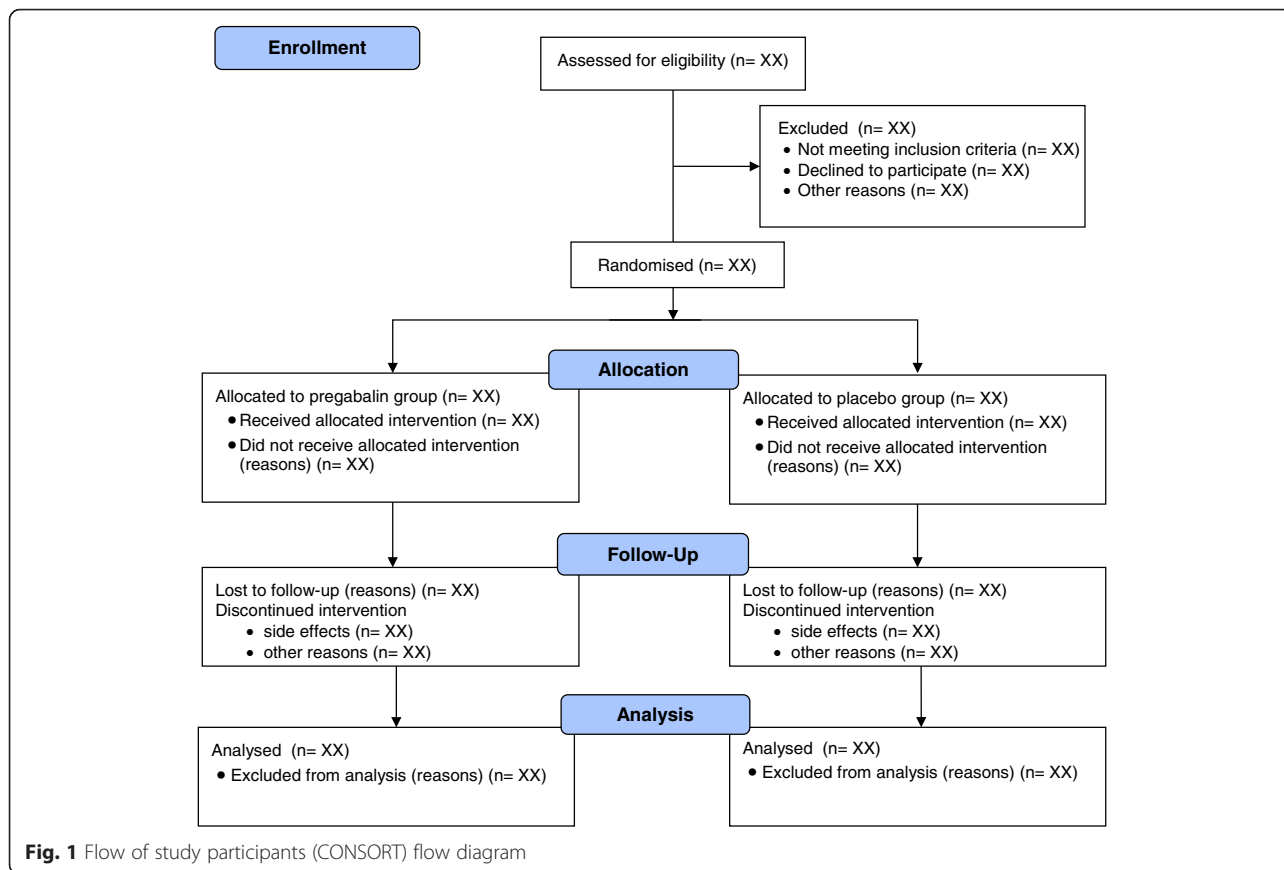 Enrollment
Assessed for eligibility (n= XX)
Excluded (n= XX)
• Not meeting inclusion criteria (n= XX)
• Declined to participate (n= XX)
• Other reasons (n= XX)
Randomised (n= XX)
Allocation
Allocated to pregabalin group (n= XX)
• Received allocated intervention (n= XX)
• Did not receive allocated intervention
(reasons) (n= XX)
Allocated to placebo group (n= XX)
• Received allocated intervention (n= XX)
• Did not receive allocated intervention
(reasons) (n= XX)
Follow-Up
Lost to follow-up (reasons) (n= XX)
Discontinued intervention
• side effects (n= XX)
• other reasons (n= XX)
Lost to follow-up (reasons) (n= XX)
Discontinued intervention
• side effects (n= XX)
• other reasons (n= XX)
Analysis
Analysed (n= XX)
• Excluded from analysis (reasons) (n= XX)
Analysed (n= XX)
• Excluded from analysis (reasons) (n= XX)
Fig. 1 Flow of study participants (CONSORT) flow diagram